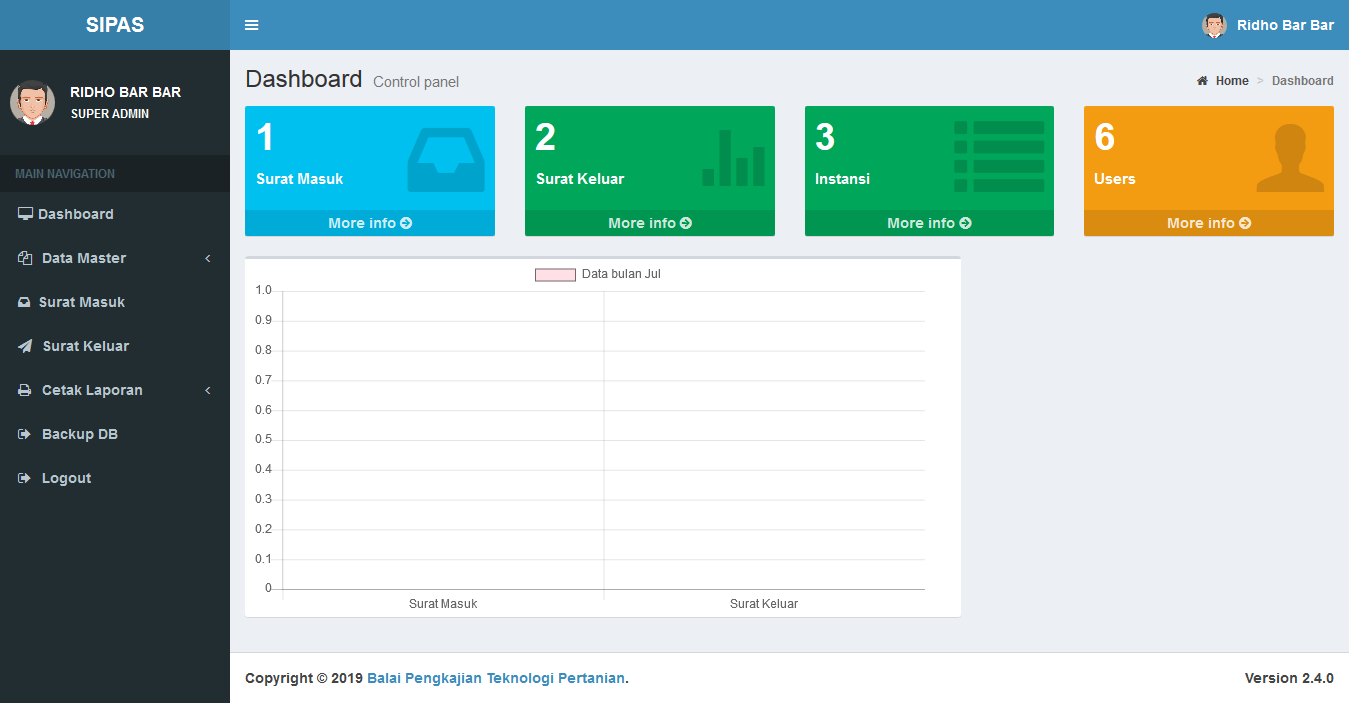 SIPAS
Ridho Bar Bar
RIDHO BAR BAR
SUPER ADMIN
MAIN NAVIGATION
Dashboard
Data Master
Surat Masuk
Surat Keluar
Cetak Laporan
Backup DB
Logout
Dashboard Control panel
Home > Dashboard
1
Surat Masuk
More info
2
Surat Keluar
More info
3
Instansi
More info
6
Users
More info
Data bulan Jul
1.0
0.9
0.8
0.7
0.6
0.5
0.4
0.3
0.2
0.1
0
Surat Masuk
Surat Keluar
Copyright © 2019 Balai Pengkajian Teknologi Pertanian.
Version 2.4.0